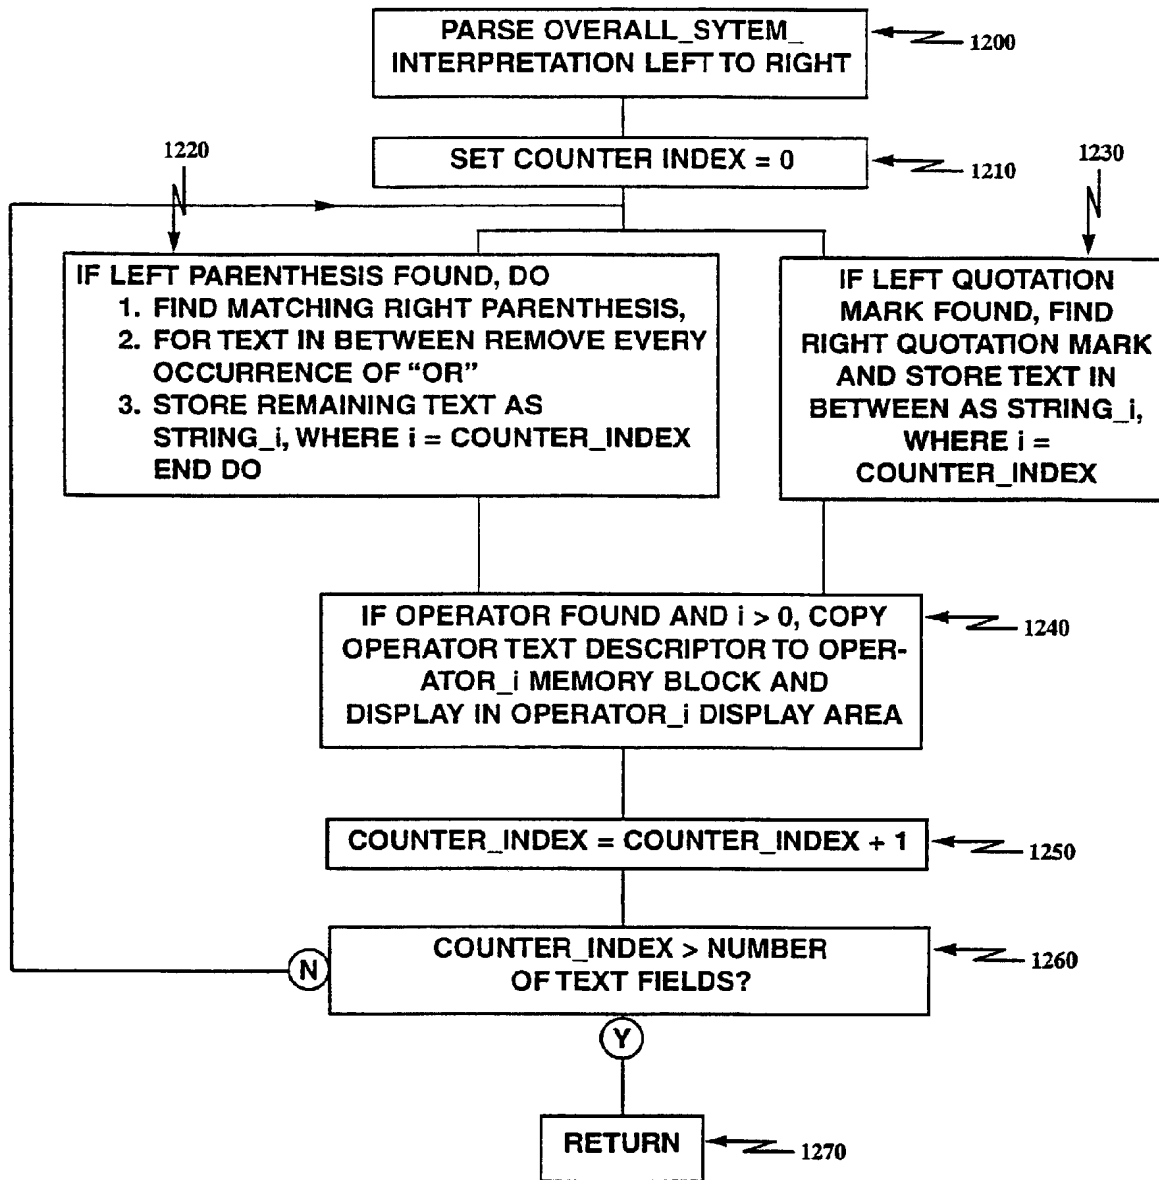 PARSE OVERALL_SYTEM_
INTERPRETATION LEFT TO RIGHT
1200
SET COUNTER INDEX = 0
1210
1220
1230
IF LEFT PARENTHESIS FOUND, DO
1. FIND MATCHING RIGHT PARENTHESIS,
2. FOR TEXT IN BETWEEN REMOVE EVERY
OCCURRENCE OF “OR”
3. STORE REMAINING TEXT AS
STRING_i, WHERE i = COUNTER_INDEX
END DO
IF LEFT QUOTATION
MARK FOUND, FIND
RIGHT QUOTATION MARK
AND STORE TEXT IN
BETWEEN AS STRING_i,
WHERE i =
COUNTER_INDEX
IF OPERATOR FOUND AND i > 0, COPY
OPERATOR TEXT DESCRIPTOR TO OPER-
ATOR_i MEMORY BLOCK AND
DISPLAY IN OPERATOR_i DISPLAY AREA
1240
COUNTER_INDEX = COUNTER_INDEX + 1
1250
COUNTER_INDEX > NUMBER
OF TEXT FIELDS?
1260
N
Y
RETURN
1270